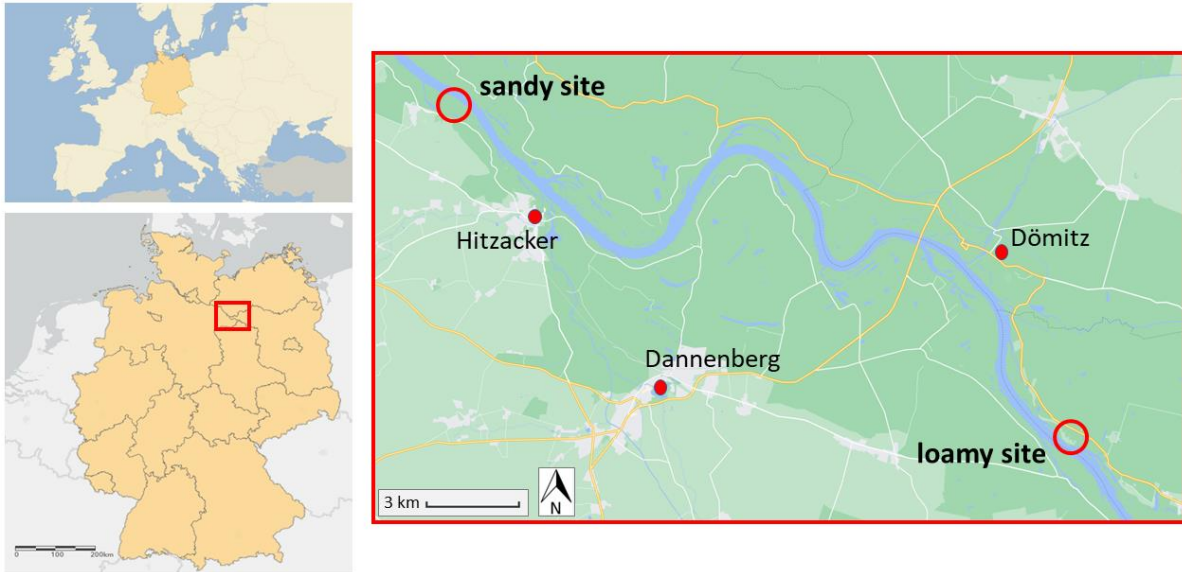 sandy site
Hitzacker
Dömitz
Dannenberg
loamy site
3 km
N
0 100 200km